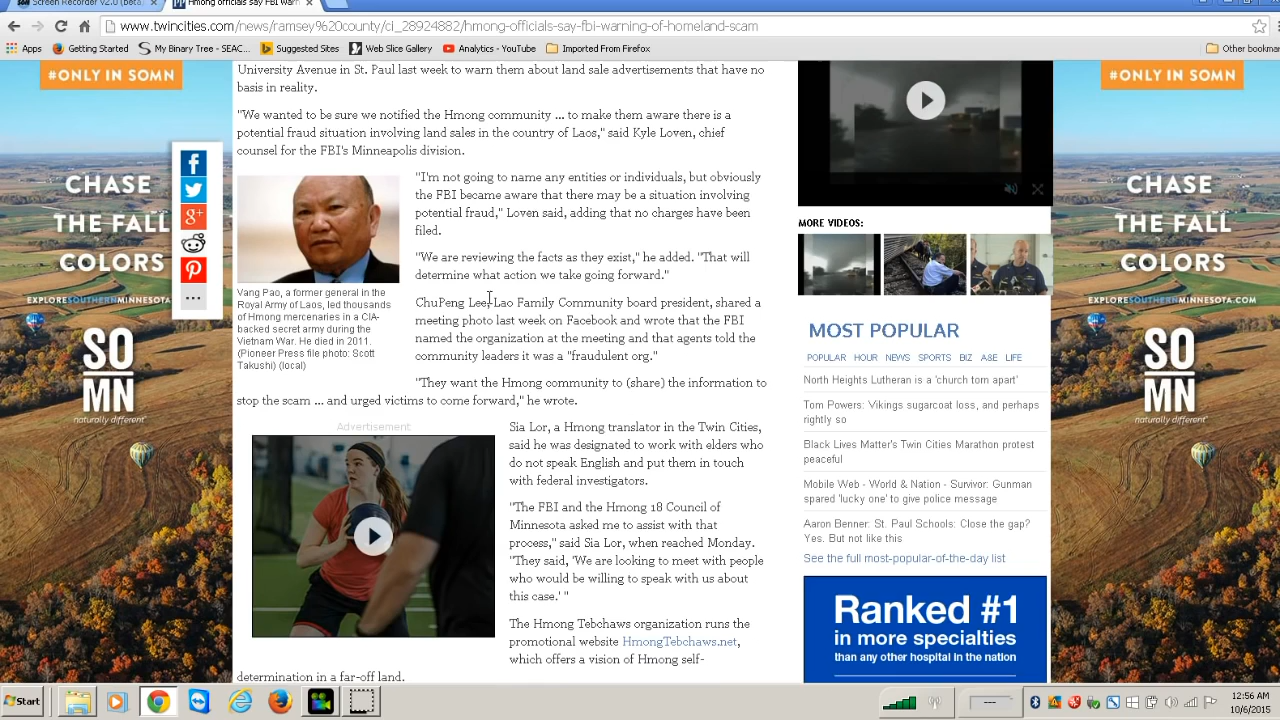 Screen Recorder v2.0 (Beta)
Hmong officials say FBI warn
www.twincities.com/news/ramsey%20county/ci_28924882/hmong-officials-say-fbi-warning-of-homeland-scam
Apps Getting Started My Binary Tree - SEAC... Suggested Sites Web Slice Gallery Analytics - YouTube Imported From Firefox Other bookm
#ONLY IN SOMN
CHASE
THE FALL
COLORS
EXPLORESOUTHERNMINNESOTA
SO
MN
naturally different
University Avenue in St. Paul last week to warn them about land sale advertisements that have no
basis in reality.
"We wanted to be sure we notified the Hmong community ... to make them aware there is a
potential fraud situation involving land sales in the country of Laos," said Kyle Loven, chief
counsel for the FBI's Minneapolis division.
"I'm not going to name any entities or individuals, but obviously
the FBI became aware that there may be a situation involving
potential fraud," Loven said, adding that no charges have been
filed.
"We are reviewing the facts as they exist," he added. "That will
determine what action we take going forward."
Vang Pao, a former general in the
Royal Army of Laos, led thousands
of Hmong mercenaries in a CIA-
backed secret army during the
Vietnam War. He died in 2011.
(Pioneer Press file photo: Scott
Takushi) (local)
ChuPeng Lee, Lao Family Community board president, shared a
meeting photo last week on Facebook and wrote that the FBI
named the organization at the meeting and that agents told the
community leaders it was a "fraudulent org."
"They want the Hmong community to (share) the information to
stop the scam ... and urged victims to come forward," he wrote.
Advertisement
Sia Lor, a Hmong translator in the Twin Cities,
said he was designated to work with elders who
do not speak English and put them in touch
with federal investigators.
"The FBI and the Hmong 18 Council of
Minnesota asked me to assist with that
process," said Sia Lor, when reached Monday.
"They said, 'We are looking to meet with people
who would be willing to speak with us about
this case.' "
The Hmong Tebchaws organization runs the
promotional website HmongTebchaws.net,
which offers a vision of Hmong self-
determination in a far-off land.
MORE VIDEOS:
MOST POPULAR
POPULAR HOUR NEWS SPORTS BIZ A&E LIFE
North Heights Lutheran is a 'church torn apart'
Tom Powers: Vikings sugarcoat loss, and perhaps
rightly so
Black Lives Matter's Twin Cities Marathon protest
peaceful
Mobile Web - World & Nation - Survivor: Gunman
spared 'lucky one' to give police message
Aaron Benner: St. Paul Schools: Close the gap?
Yes. But not like this
See the full most-popular-of-the-day list
Ranked #1
in more specialties
than any other hospital in the nation
#ONLY IN SOMN
CHASE
THE FALL
COLORS
EXPLORESOUTHERNMINNESOTA.COM
SO
MN
naturally different
Start
12:56 AM
10/6/2015